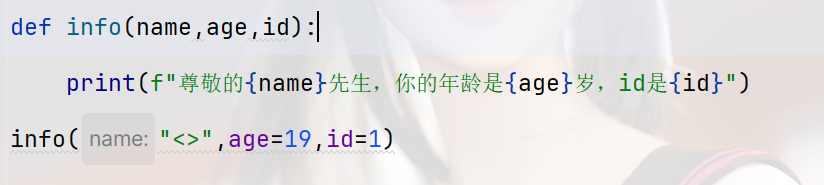 def info(name,age,id):
    print(f"尊敬的{name}先生，你的年龄是{age}岁，id是{id}")
info( name: "<>",age=19,id=1)